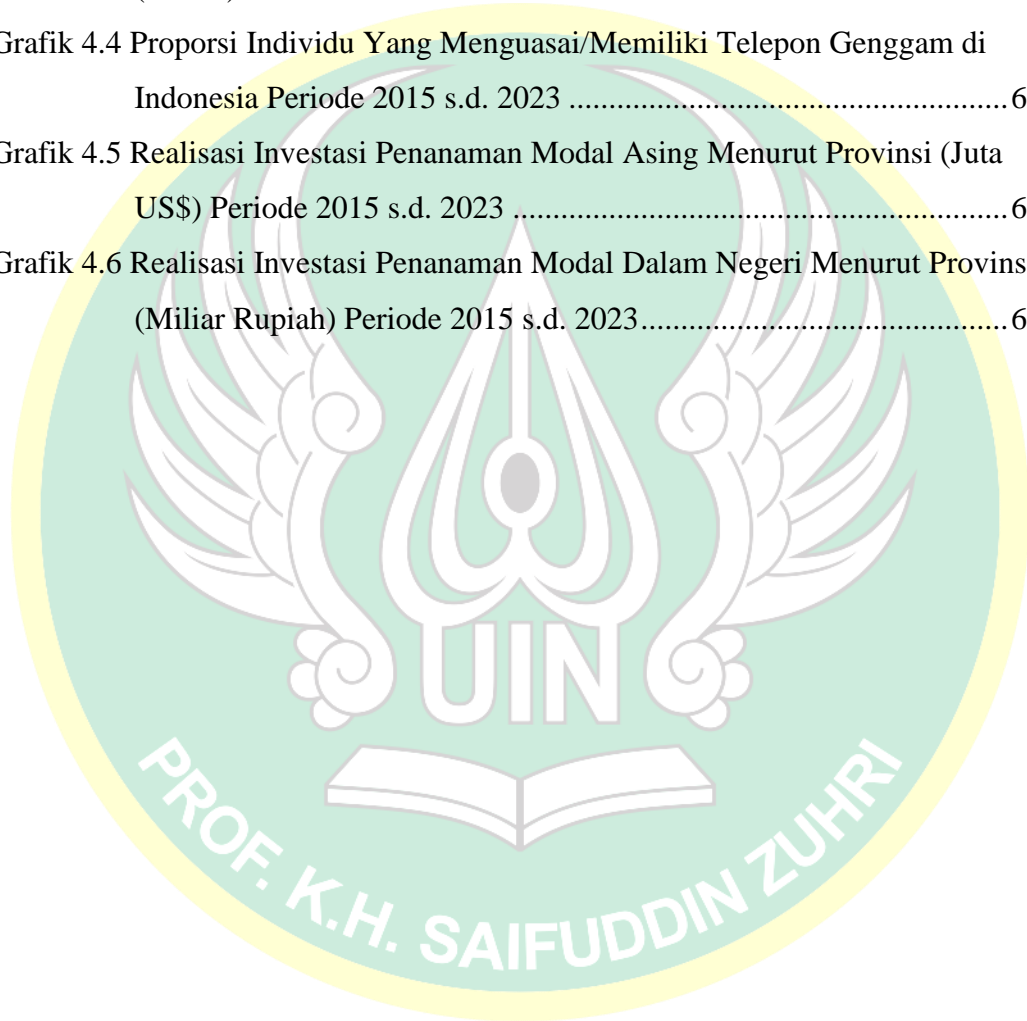 Grafik 4.4 Proporsi Individu Yang Menguasai/Memiliki Telepon Genggam di
Indonesia Periode 2015 s.d. 2023 ........................................................ 6
Grafik 4.5 Realisasi Investasi Penanaman Modal Asing Menurut Provinsi (Juta
US$) Periode 2015 s.d. 2023 ............................................................... 6
Grafik 4.6 Realisasi Investasi Penanaman Modal Dalam Negeri Menurut Provins
(Miliar Rupiah) Periode 2015 s.d. 2023............................................... 6
UIN
PROF. K.H. SAIFUDDIN ZUHRI